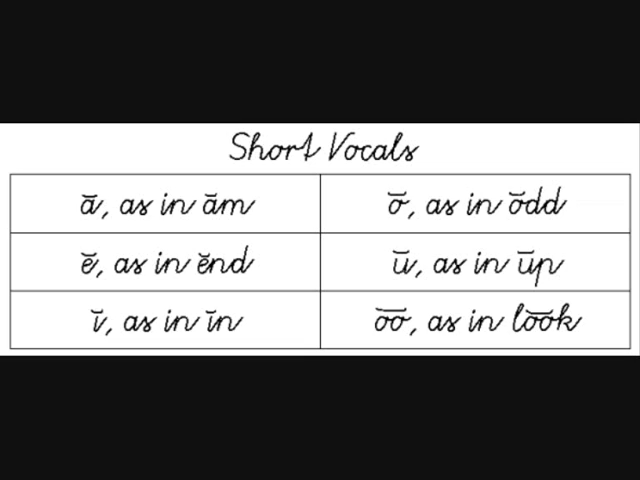 Short Vocals
ă, as in ăm
ŏ, as in ŏdd
ĕ, as in ĕnd
ŭ, as in ŭp
ĭ, as in ĭn
o͝o, as in lo͝ok